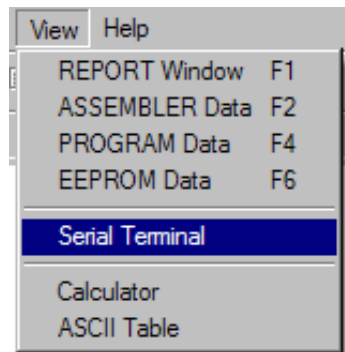 View Help
REPORT Window F1
ASSEMBLER Data F2
PROGRAM Data F4
EEPROM Data F6
Serial Terminal
Calculator
ASCII Table